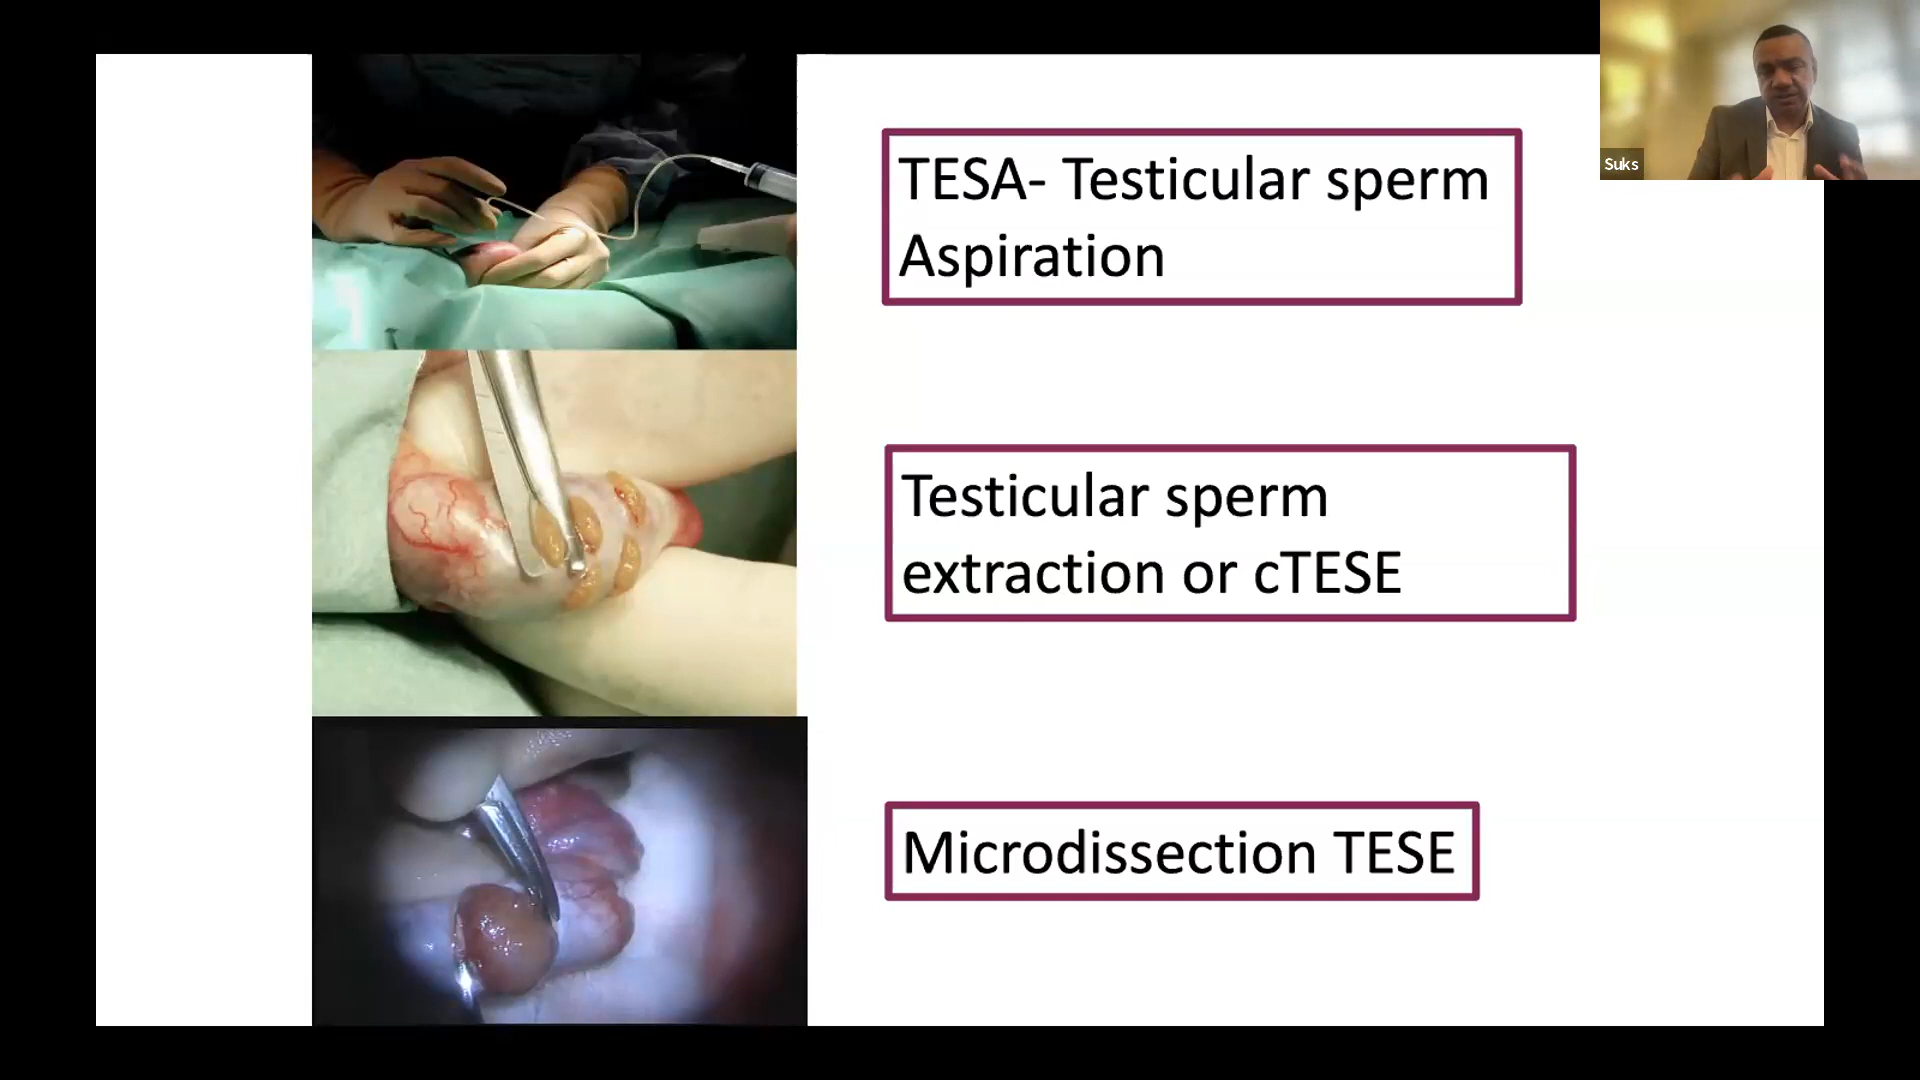 TESA- Testicular sperm
Aspiration
Suks
Testicular sperm
extraction or cTESE
Microdissection TESE